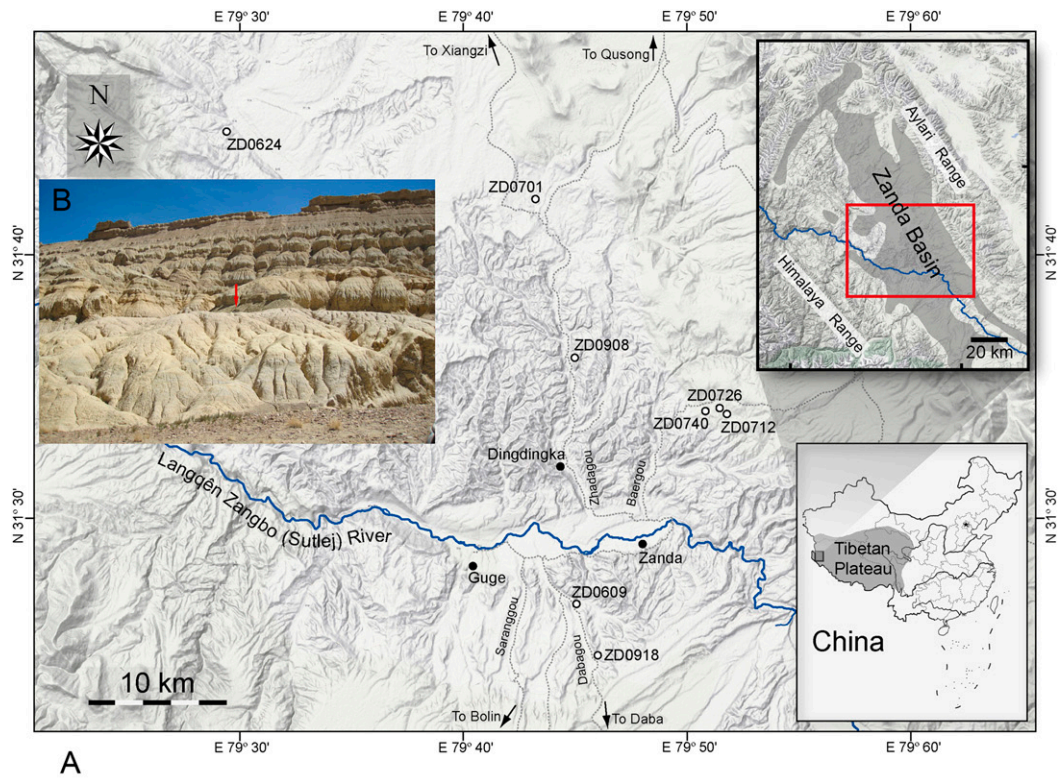 E 79° 30'
E 79° 40'
E 79° 50'
E 79° 60'
To Xiangzi
To Qusong
N
ZD0624
ZD0701
B
Aylari Range
Zanda Basin
Himalaya Range
20 km
N 31° 40'
N 31° 40'
ZD0908
ZD0726
ZD0740
ZD0712
Dingdingka
Zhadagou
Baergou
Langqên Zangbo (Sutlej) River
N 31° 30'
N 31° 30'
Zanda
Guge
ZD0609
Saranggou
Dabagou
ZD0918
Tibetan
Plateau
China
10 km
To Bolin
To Daba
E 79° 30'
E 79° 40'
E 79° 50'
E 79° 60'
A